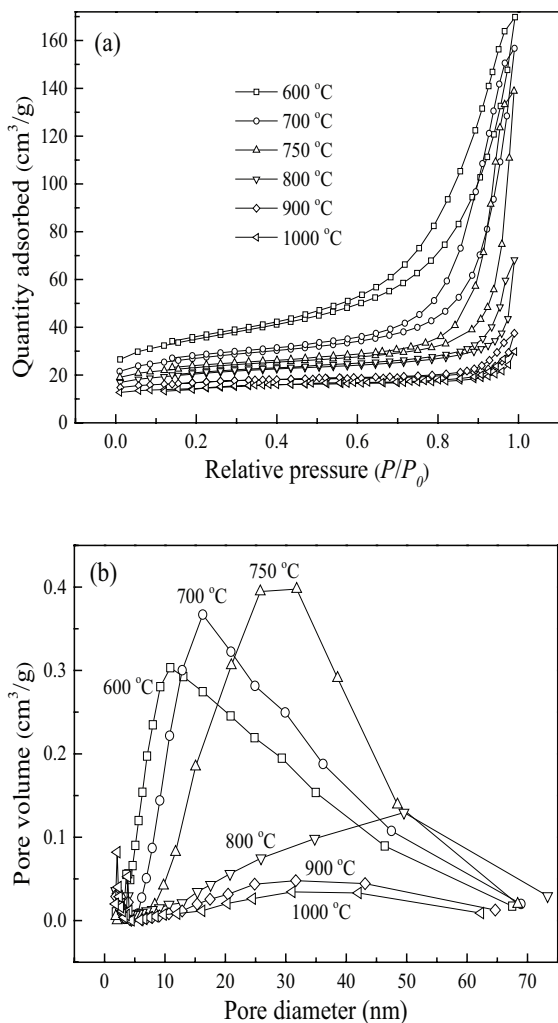 (a)
600 °C
700 °C
750 °C
800 °C
900 °C
1000 °C
Quantity adsorbed (cm³/g)
160
140
120
100
80
60
40
20
0
0.0 0.2 0.4 0.6 0.8 1.0
Relative pressure (P/P₀)
(b)
750 °C
700 °C
600 °C
800 °C
900 °C
1000 °C
Pore volume (cm³/g)
0.4
0.3
0.2
0.1
0.0
0 10 20 30 40 50 60 70
Pore diameter (nm)